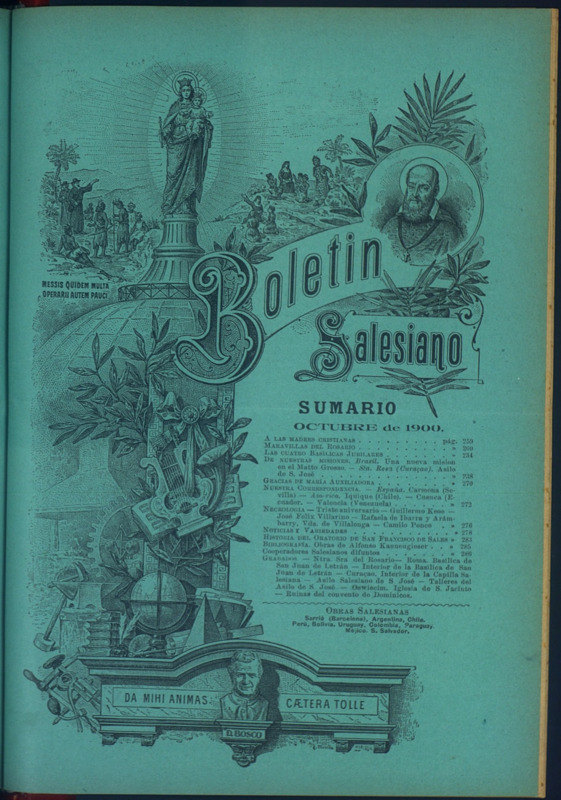 MESSIS QUIDEM MULTA
OPERARII AUTEM PAUCI
Boletin
Salesiano
SUMARIO
OCTUBRE de 1900.
A LAS MADRES CRISTIANAS . . . . . . . . pág. 259
MARAVILLAS DEL ROSARIO . . . . . . . . » 260
LAS CUATRO BASÍLICAS JUBILARES . . . . . » 264
DE NUESTRAS MISIONES, Brasil. Una nueva misión
en el Matto Grosso. — Sta. Rosa (Curaçao), Asilo
de S. José . . . . . . . . » 268
GRACIAS DE MARÍA AUXILIADORA . . . . . » 270
NUESTRA CORRESPONDENCIA. — España, Carmona (Se-
villa) — América, Iquique (Chile). — Cuenca (E-
cuador. — Valencia (Venezuela) . . . . . » 272
NECROLOGIA — Triste aniversario — Guillermo Knos —
José Felix Villarino — Rafaela de Ibarra y Arám-
barry, Vda. de Villalonga — Camilo Ponce . . » 276
NOTICIAS Y VARIEDADES . . . . . . . . » 278
HISTORIA DEL ORATORIO DE SAN FRANCISCO DE SALES »
BIBLIOGRAFÍA. Obras de Alfonso Kannengieser . . » 285
Cooperadores Salesianos difuntos . . . . . » 286
GRABADOS — Ntra. Sra. del Rosario — Roma. Basílica de
San Juan de Letrán — Interior de la Basílica de San
Juan de Letrán — Curaçao, Interior de la Capilla Sa-
lesiana — Asilo Salesiano de S. José — Talleres del
Asilo de S. José. — Oswiecim, Iglesia de S. Jacinto
— Ruinas del convento de Dominicos.
OBRAS SALESIANAS
Sarriá (Barcelona), Argentina, Chile,
Perú, Bolivia, Uruguay, Colombia, Paraguay,
Méjico, S. Salvador.
DA MIHI ANIMAS CÆTERA TOLLE
D. BOSCO